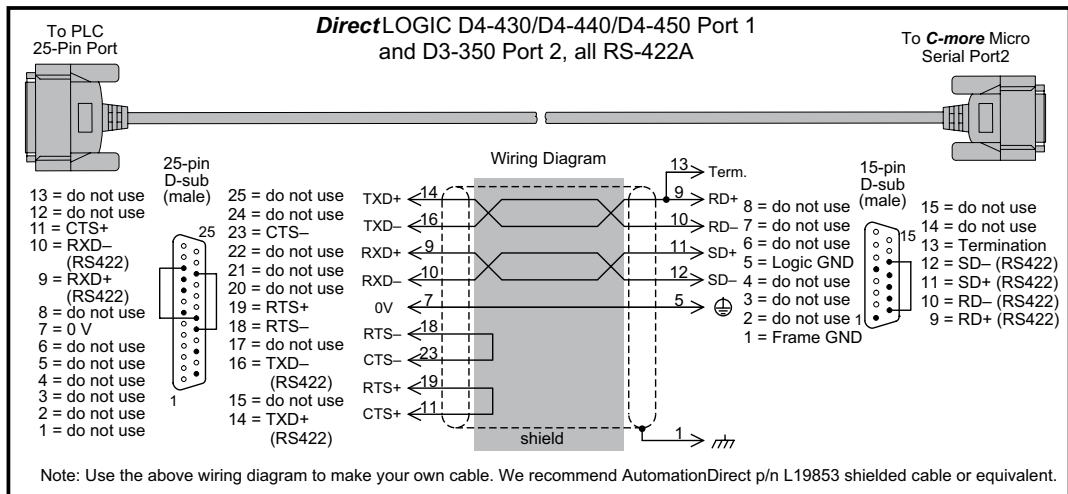 DirectLOGIC D4-430/D4-440/D4-450 Port 1
and D3-350 Port 2, all RS-422A
To PLC
25-Pin Port
To C-more Micro
Serial Port2
25-pin
D-sub
(male)
13 = do not use
12 = do not use
11 = CTS+
10 = RXD–
(RS422)
9 = RXD+
(RS422)
8 = do not use
7 = 0 V
6 = do not use
5 = do not use
4 = do not use
3 = do not use
2 = do not use
1 = do not use
25
1
25 = do not use
24 = do not use
23 = CTS–
22 = do not use
21 = do not use
20 = do not use
19 = RTS+
18 = RTS–
17 = do not use
16 = TXD–
(RS422)
15 = do not use
14 = TXD+
(RS422)
Wiring Diagram
TXD+ 14
TXD– 16
RXD+ 9
RXD– 10
0V 7
RTS– 18
CTS– 23
RTS+ 19
CTS+ 11
shield
13 Term.
9 RD+
10 RD–
11 SD+
12 SD–
5
1
8 = do not use
7 = do not use
6 = do not use
5 = Logic GND
4 = do not use
3 = do not use
2 = do not use
1 = Frame GND
15-pin
D-sub
(male)
15
1
15 = do not use
14 = do not use
13 = Termination
12 = SD– (RS422)
11 = SD+ (RS422)
10 = RD– (RS422)
9 = RD+ (RS422)
Note: Use the above wiring diagram to make your own cable. We recommend AutomationDirect p/n L19853 shielded cable or equivalent.